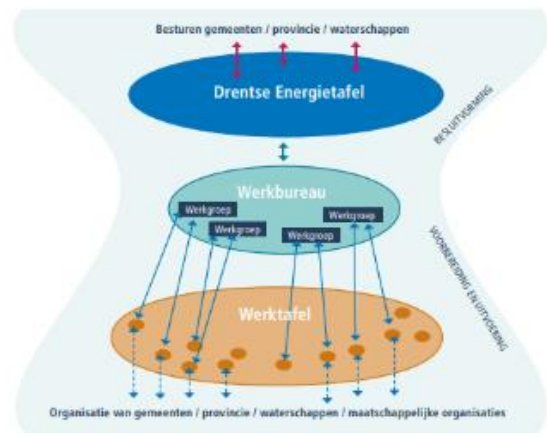 Besturen gemeenten / provincie / waterschappen
Drentse Energietafel
BESLUITVORMING
Werkbureau
Werkgroep
Werkgroep
Werkgroep
Werkgroep
VOORBEREIDING EN UITVOERING
Werktafel
Organisatie van gemeenten / provincie / waterschappen / maatschappelijke organisaties